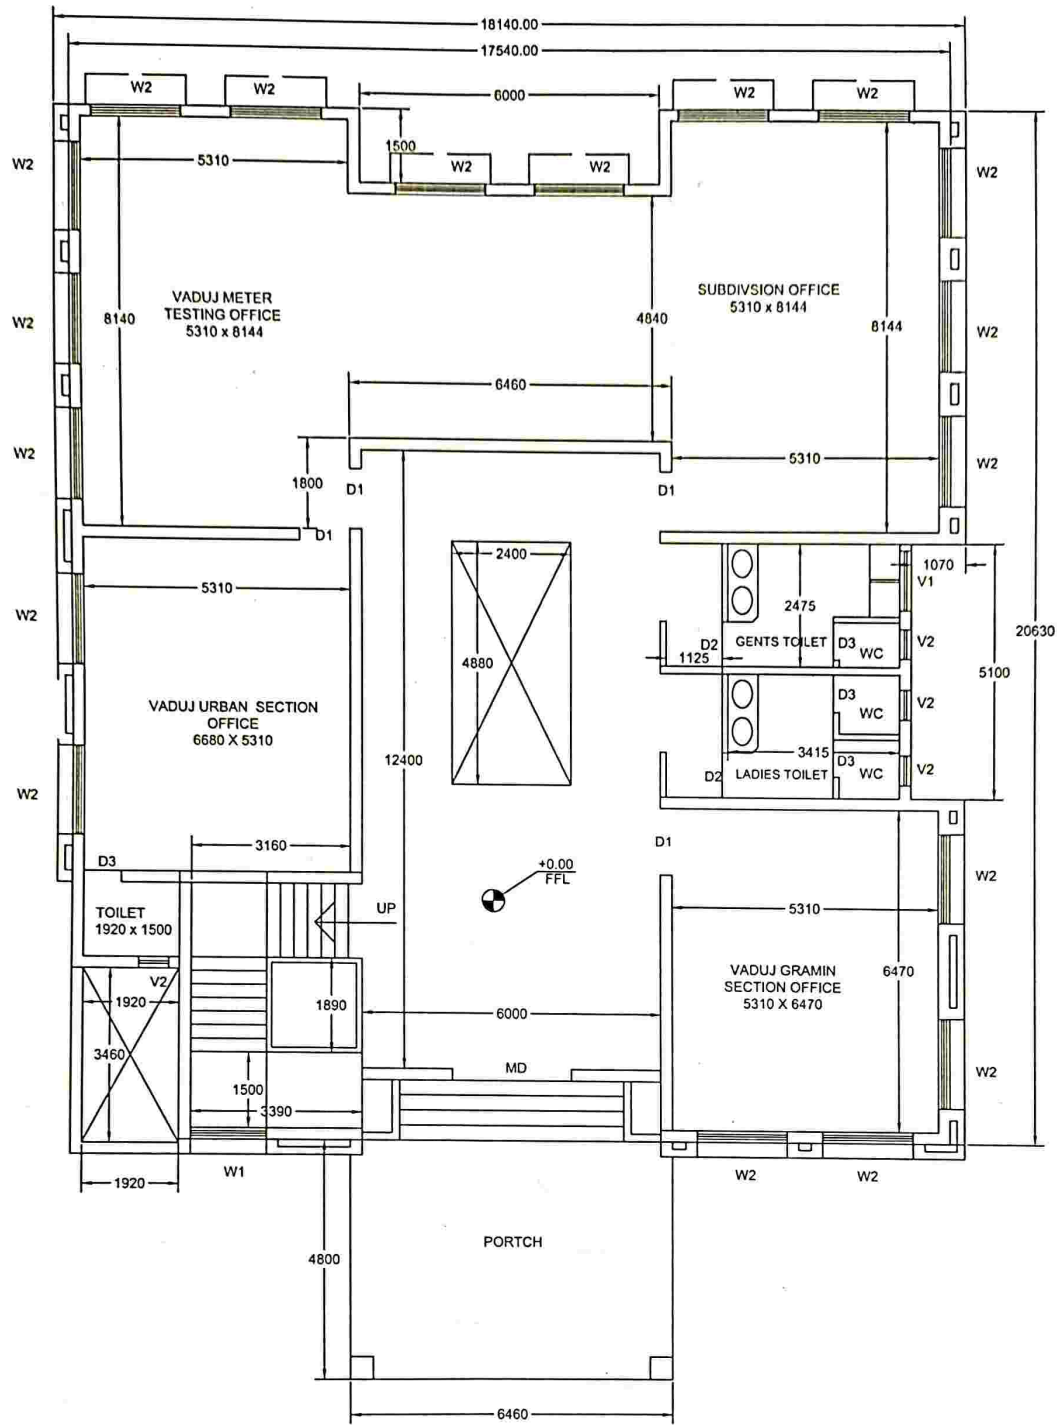 18140.00
17540.00
W2
W2
6000
W2
W2
1500
W2
W2
W2
5310
W2
VADUJ METER
TESTING OFFICE
5310 x 8144
8140
SUBDIVSION OFFICE
5310 x 8144
4840
8144
W2
W2
6460
W2
5310
W2
1800
D1
D1
D1
2400
5310
2475
1070
V1
W2
GENTS TOILET
D2
1125
D3
WC
V2
20630
4880
5100
D3
WC
V2
VADUJ URBAN SECTION
OFFICE
6680 X 5310
12400
3415
D3
WC
V2
D2
LADIES TOILET
W2
3160
D1
D3
+0.00
FFL
W2
TOILET
1920 x 1500
UP
5310
VADUJ GRAMIN
SECTION OFFICE
5310 X 6470
6470
V2
1920
1890
6000
3460
MD
W2
1500
3390
W1
W2
W2
1920
PORTCH
4800
6460